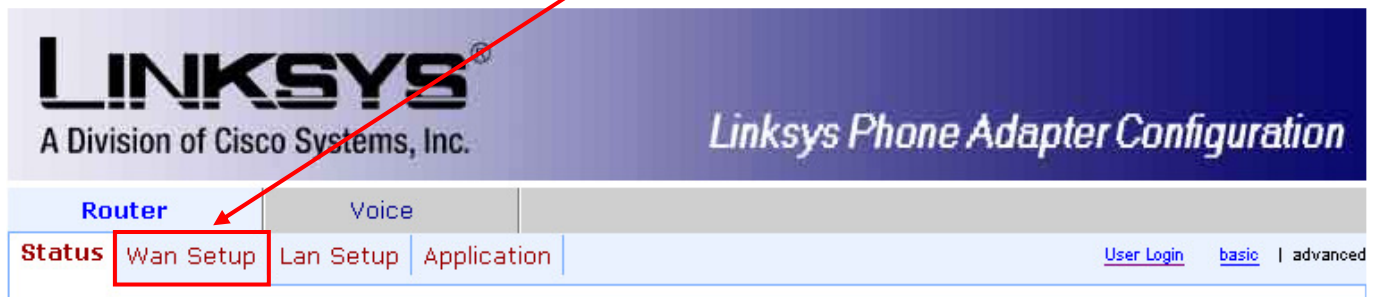 LINKSYS®
A Division of Cisco Systems, Inc.
Linksys Phone Adapter Configuration
Router Voice
Status Wan Setup Lan Setup Application User Login basic | advanced